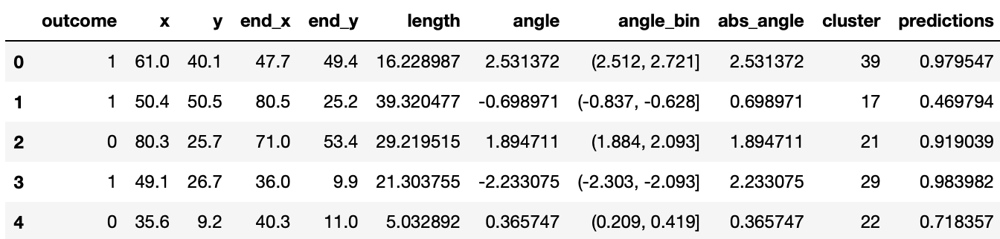 outcome x y end_x end_y length angle angle_bin abs_angle cluster predictions
0 1 61.0 40.1 47.7 49.4 16.228987 2.531372 (2.512, 2.721] 2.531372 39 0.979547
1 1 50.4 50.5 80.5 25.2 39.320477 -0.698971 (-0.837, -0.628] 0.698971 17 0.469794
2 0 80.3 25.7 71.0 53.4 29.219515 1.894711 (1.884, 2.093] 1.894711 21 0.919039
3 1 49.1 26.7 36.0 9.9 21.303755 -2.233075 (-2.303, -2.093] 2.233075 29 0.983982
4 0 35.6 9.2 40.3 11.0 5.032892 0.365747 (0.209, 0.419] 0.365747 22 0.718357